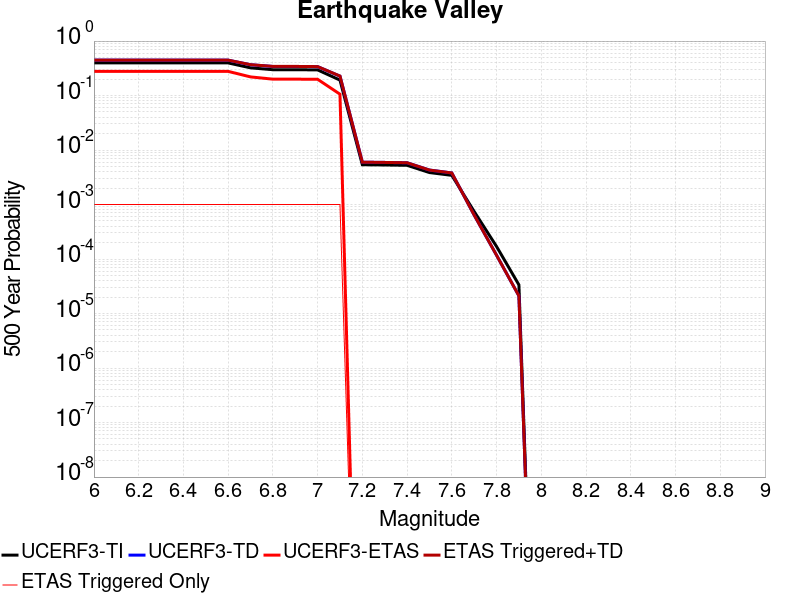 Earthquake Valley
10^0
10^-1
10^-2
10^-3
10^-4
10^-5
10^-6
10^-7
10^-8
500 Year Probability
6 6.2 6.4 6.6 6.8 7 7.2 7.4 7.6 7.8 8 8.2 8.4 8.6 8.8 9
Magnitude
UCERF3-TI UCERF3-TD UCERF3-ETAS ETAS Triggered+TD
ETAS Triggered Only